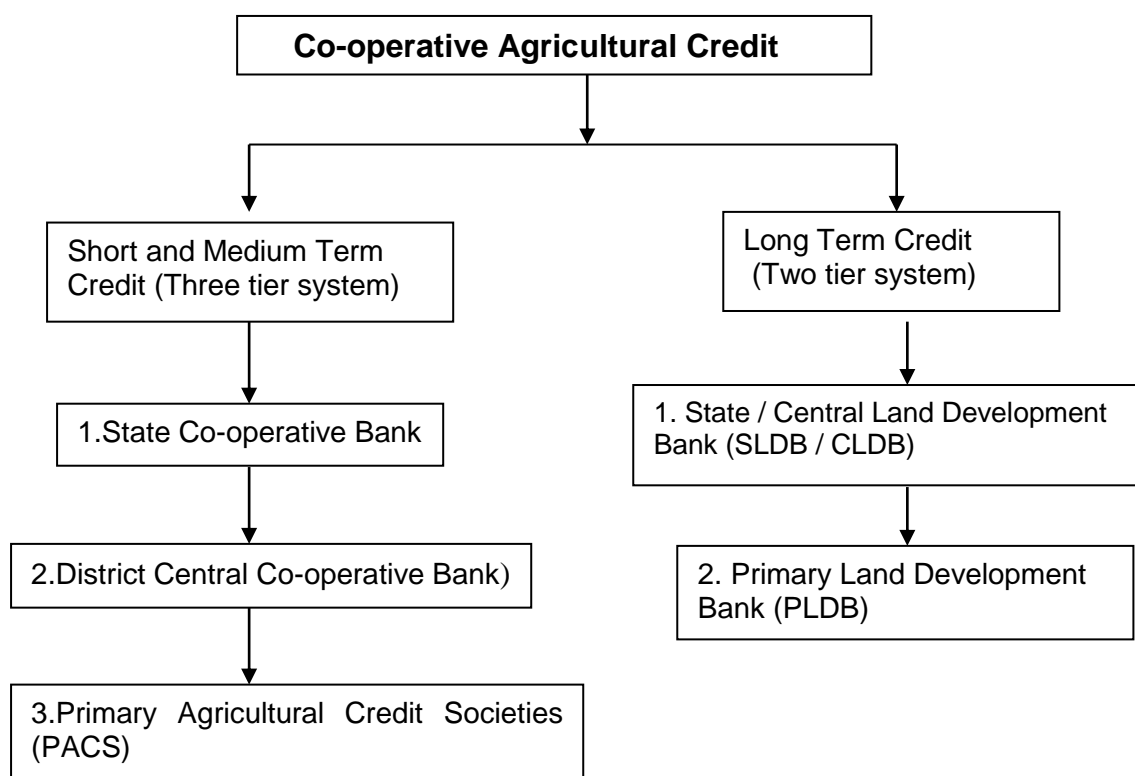 Co-operative Agricultural Credit
Short and Medium Term
Credit (Three tier system)
1.State Co-operative Bank
2.District Central Co-operative Bank)
3.Primary Agricultural Credit Societies
(PACS)
Long Term Credit
(Two tier system)
1. State / Central Land Development
Bank (SLDB / CLDB)
2. Primary Land Development
Bank (PLDB)